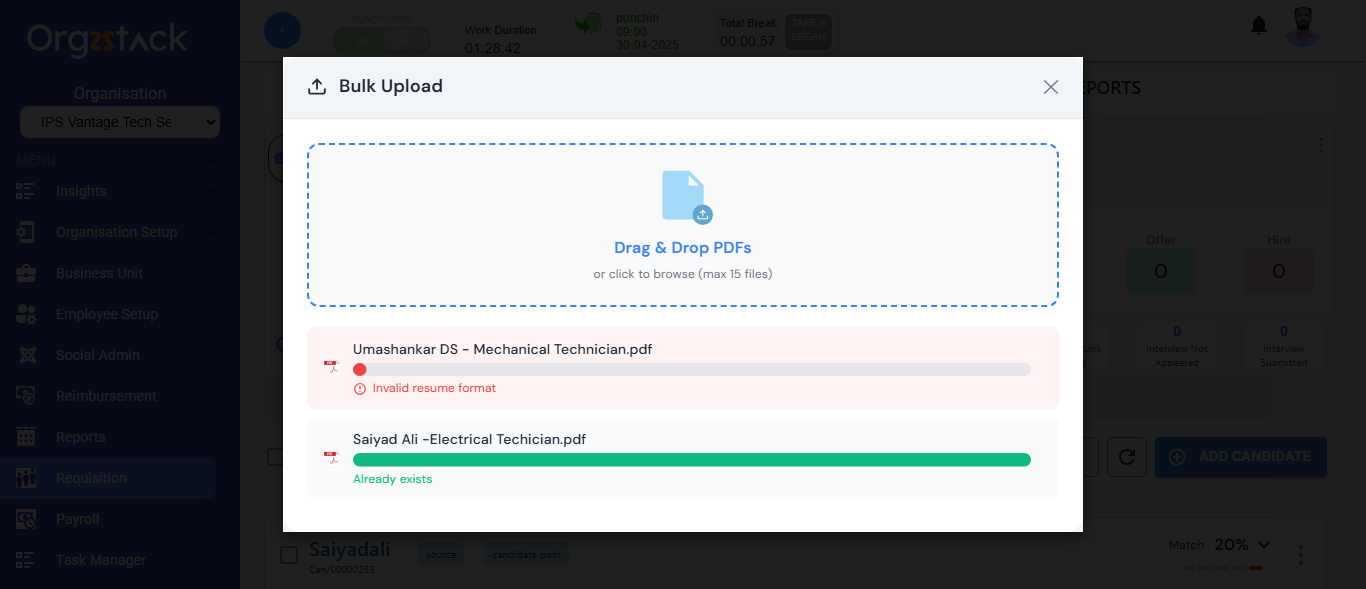 Orgzstack
Organisation
IPS Vantage Tech Se
MENU
Insights
Organisation Setup
Business Unit
Employee Setup
Social Admin
Reimbursement
Reports
Requisition
Payroll
Task Manager
PUNCH HERE
Work Duration
01:28:42
punchin
09:00
30-04-2025
Total Break
00:00:57
TAKE A
BREAK
Bulk Upload
EPORTS
Drag & Drop PDFs
or click to browse (max 15 files)
Umashankar DS - Mechanical Technician.pdf
Invalid resume format
Saiyad Ali -Electrical Techician.pdf
Already exists
Offer
0
Hire
0
Link
0
Interview Not
Appeared
0
Interview
Submitted
ADD CANDIDATE
Saiyadali
Can/00000253
source
candidate pool
Match 20%